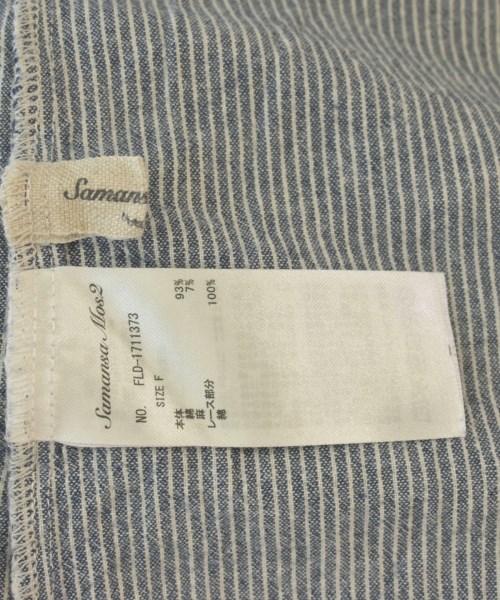 Samansa
Samansa Mos2
NO. FLD-1711373
SIZE F
本体
綿 93%
麻 7%
レース部分
綿 100%